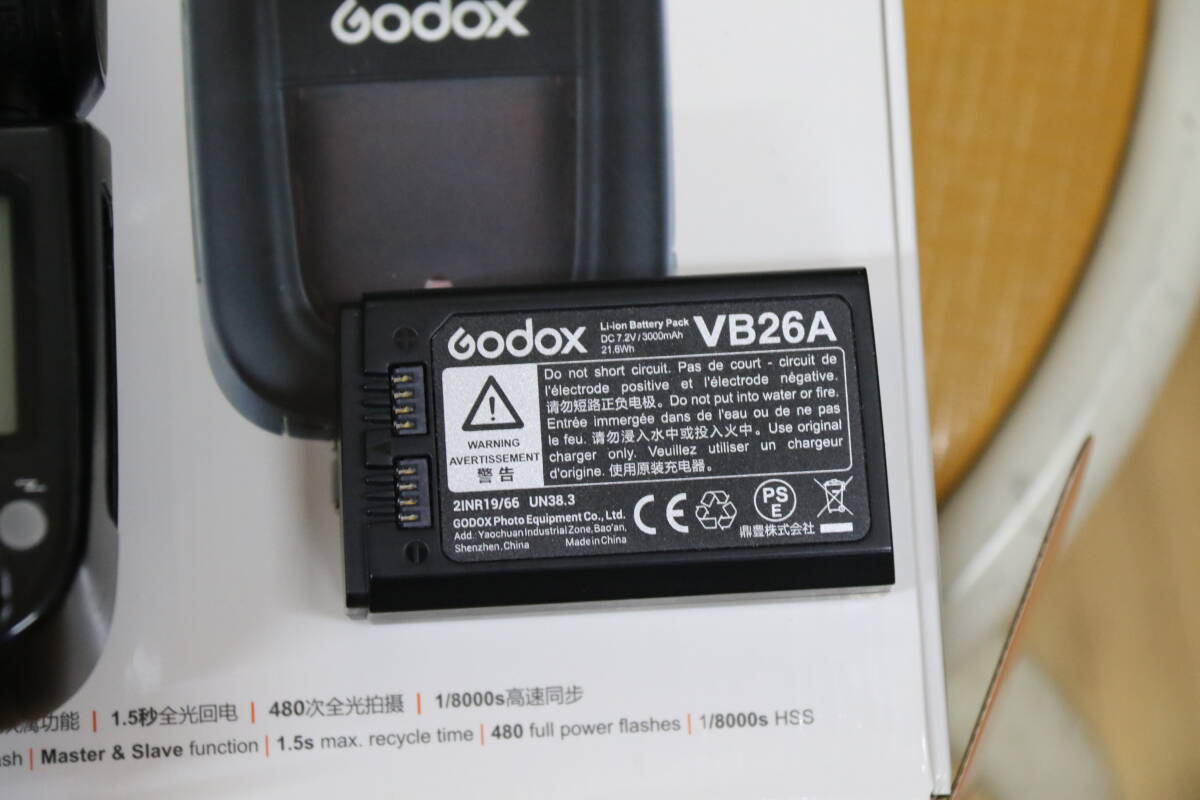 Godox
Godox
Li-ion Battery Pack
DC 7.2V/3000mAh
21.6Wh
VB26A
WARNING
AVERTISSEMENT
警告
Do not short circuit. Pas de court - circuit de
l'électrode positive et l'électrode négative.
请勿短路正负电极。Do not put into water or fire.
Entrée immergée dans de l'eau ou de ne pas
le feu. 请勿浸入水中或投入火中。Use original
charger only. Veuillez utiliser un chargeur
d'origine. 使用原装充电器。
2INR19/66 UN38.3
GODOX Photo Equipment Co., Ltd.
Add. Yaochuan Industrial Zone, Bao'an,
Shenzhen, China Made in China
CE
PS
E
鼎豊株式会社
功能 | 1.5秒全光回电 | 480次全光拍摄 | 1/8000s高速同步
sh | Master & Slave function | 1.5s max. recycle time | 480 full power flashes | 1/8000s HSS